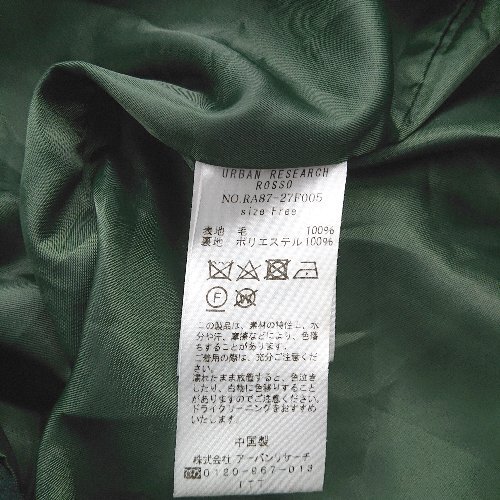 URBAN RESEARCH
ROSSO
NO.RA87-27F005
size Free
表地 毛 100%
裏地 ポリエステル 100%
F W
この製品は、素材の特性上、水
分や汗、摩擦などにより、色落
ちすることがあります。
ご着用の際は、充分ご注意くだ
さい。
濡れたまま放置すると、色泣き
したり、白物に色移りすること
がありますのでご注意ください。
ドライクリーニングをおすすめい
いたします。
中国製
株式会社 アーバンリサーチ
0120-967-013
ITT